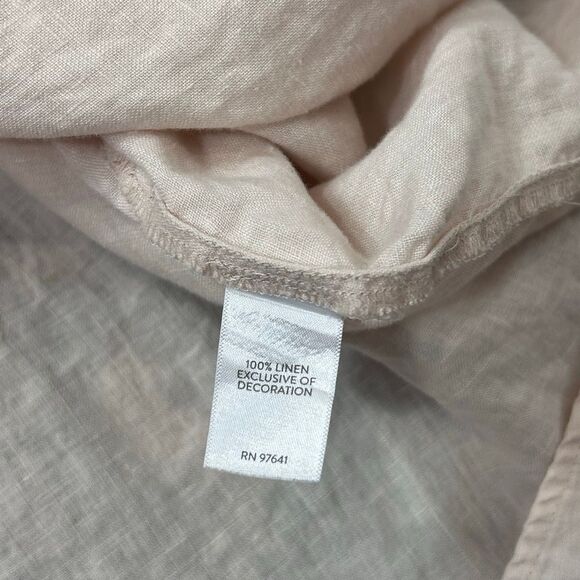 100% LINEN
EXCLUSIVE OF
DECORATION
RN 97641